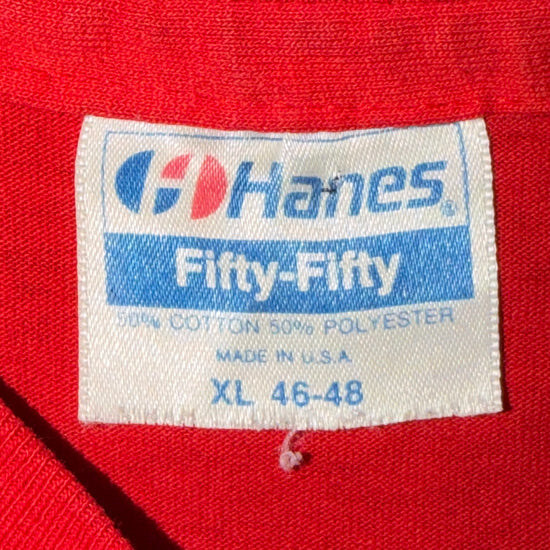 Hanes®
Fifty-Fifty
50% COTTON 50% POLYESTER
MADE IN U.S.A.
XL 46-48